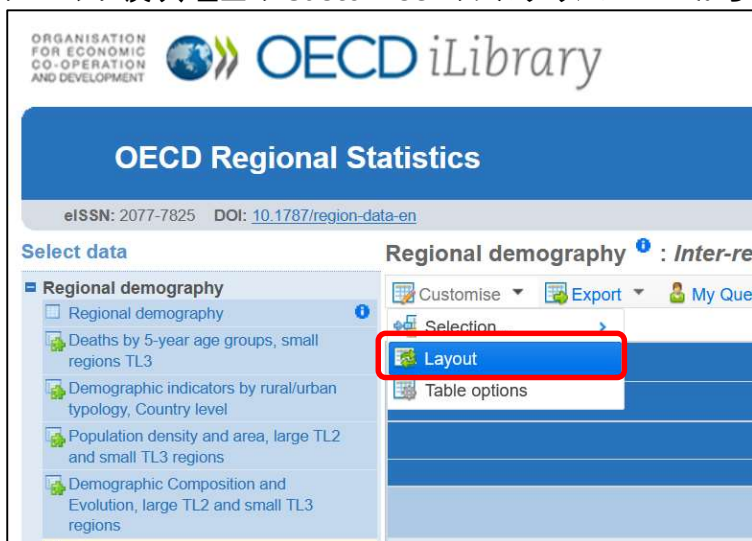 ORGANISATION
FOR ECONOMIC
CO-OPERATION
AND DEVELOPMENT
OECD iLibrary
OECD Regional Statistics
eISSN: 2077-7825 DOI: 10.1787/region-data-en
Select data
Regional demography
Regional demography
Deaths by 5-year age groups, small
regions TL3
Demographic indicators by rural/urban
typology, Country level
Population density and area, large TL2
and small TL3 regions
Demographic Composition and
Evolution, large TL2 and small TL3
regions
Regional demography : Inter-re
Customise Export My Que
Selection
Layout
Table options